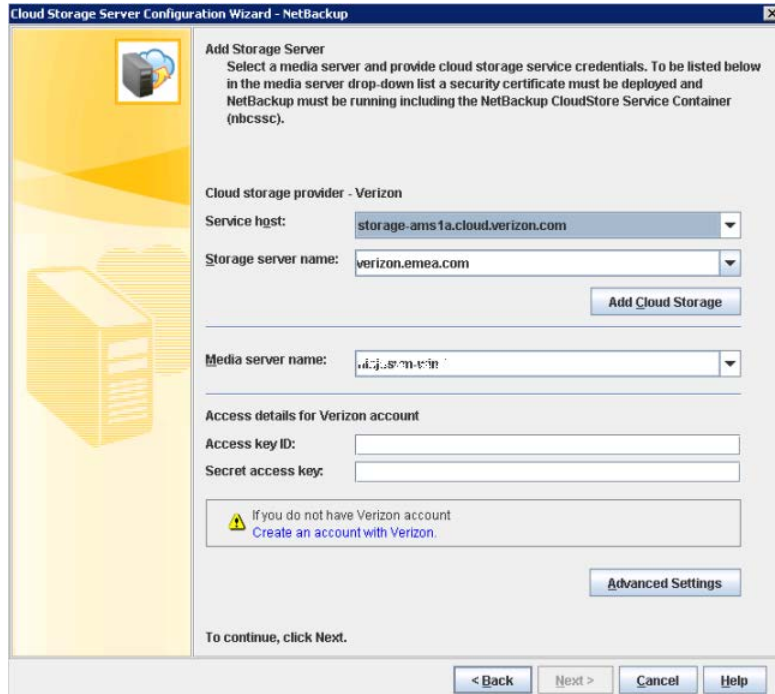 Cloud Storage Server Configuration Wizard - NetBackup
Add Storage Server
Select a media server and provide cloud storage service credentials. To be listed below
in the media server drop-down list a security certificate must be deployed and
NetBackup must be running including the NetBackup CloudStore Service Container
(nbcssc).
Cloud storage provider - Verizon
Service host:
storage-ams1a.cloud.verizon.com
Storage server name:
verizon.emea.com
Add Cloud Storage
Media server name:
Access details for Verizon account
Access key ID:
Secret access key:
If you do not have Verizon account
Create an account with Verizon.
Advanced Settings
To continue, click Next.
< Back
Next >
Cancel
Help